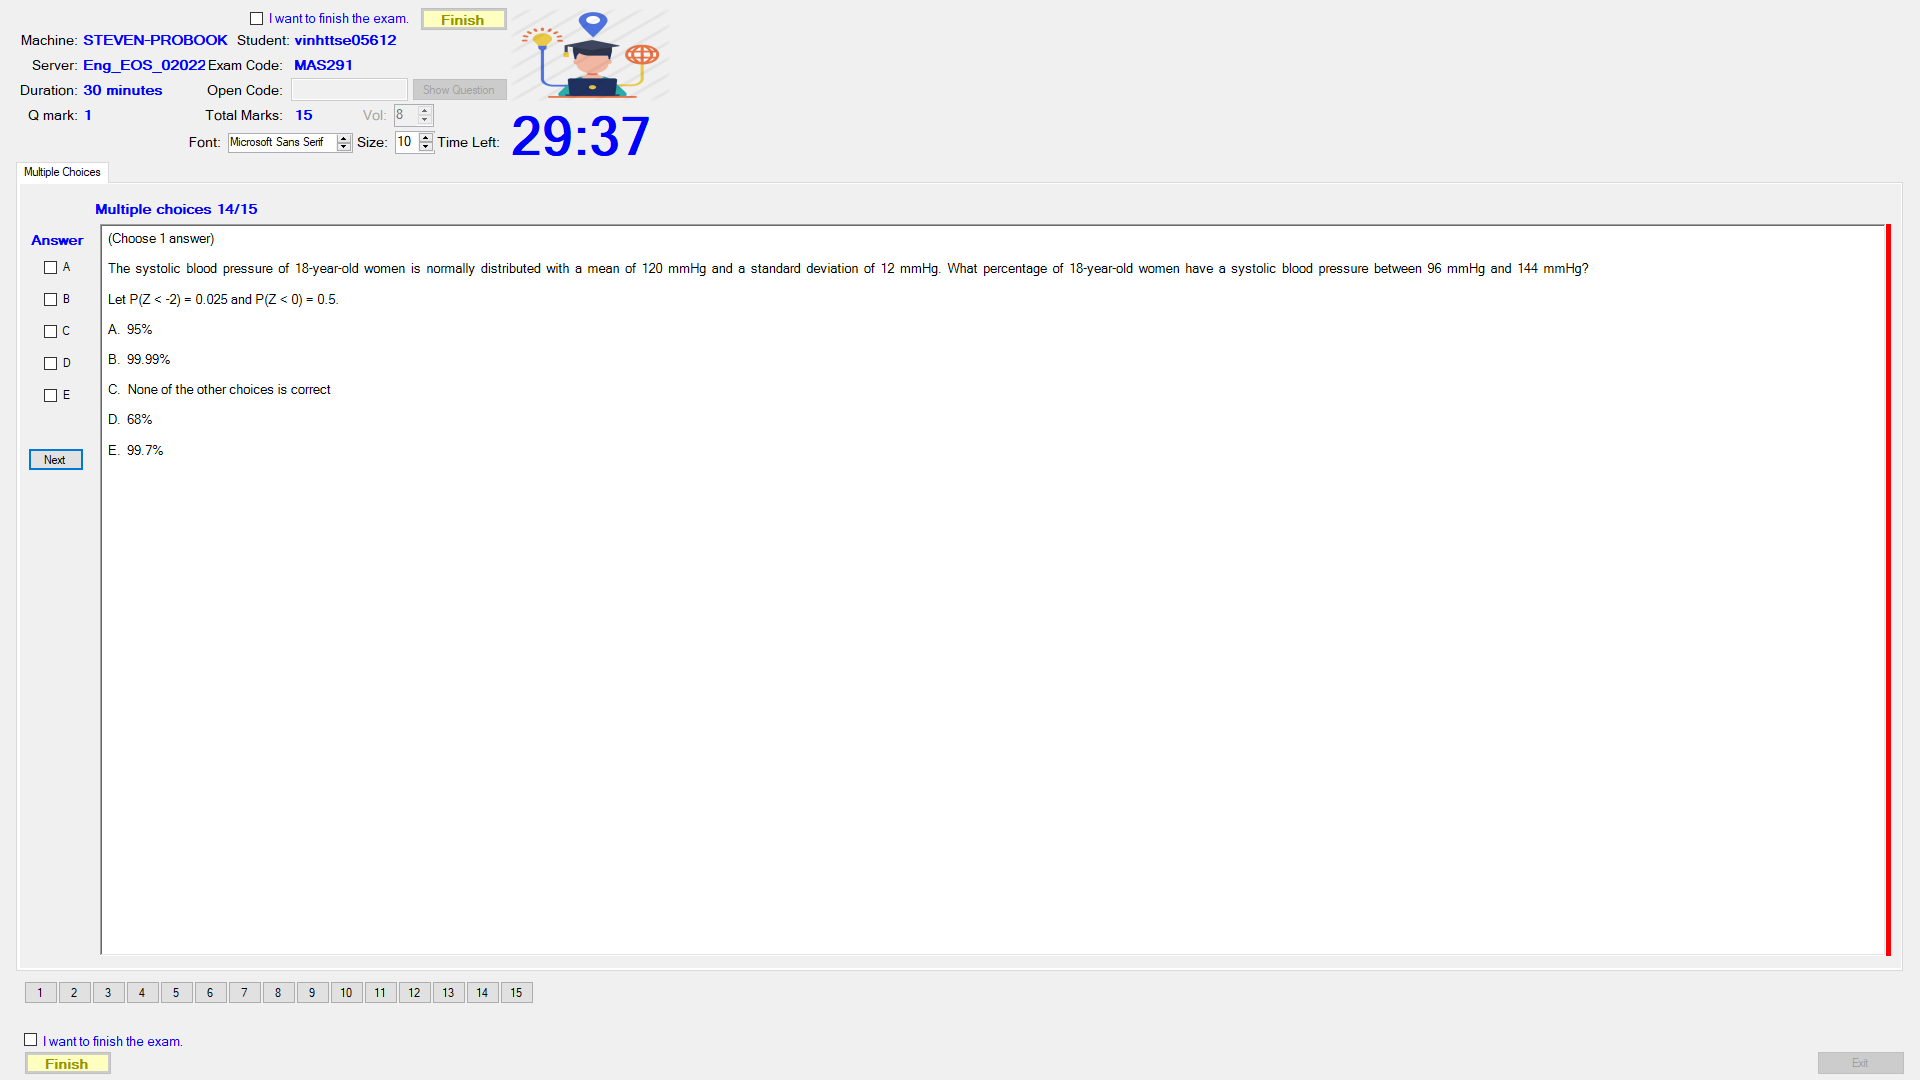 I want to finish the exam. Finish
Machine: STEVEN-PROBOOK Student: vinhttse05612
Server: Eng_EOS_02022 Exam Code: MAS291
Duration: 30 minutes Open Code: Show Question
Q mark: 1 Total Marks: 15 Vol: 8
Font: Microsoft Sans Serif Size: 10 Time Left: 29:37
Multiple Choices
Multiple choices 14/15
Answer
A
B
C
D
E
Next
(Choose 1 answer)
The systolic blood pressure of 18-year-old women is normally distributed with a mean of 120 mmHg and a standard deviation of 12 mmHg. What percentage of 18-year-old women have a systolic blood pressure between 96 mmHg and 144 mmHg?
Let P(Z < -2) = 0.025 and P(Z < 0) = 0.5.
A. 95%
B. 99.99%
C. None of the other choices is correct
D. 68%
E. 99.7%
1 2 3 4 5 6 7 8 9 10 11 12 13 14 15
I want to finish the exam.
Finish
Exit